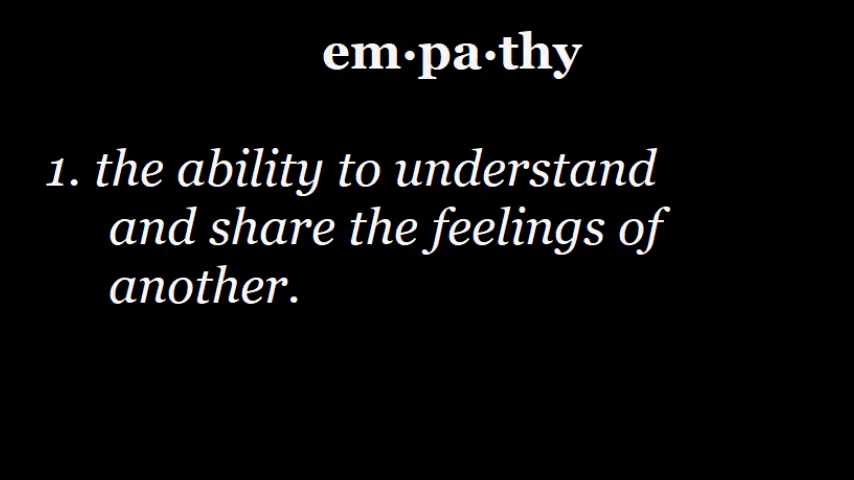 em·pa·thy
1. the ability to understand
and share the feelings of
another.